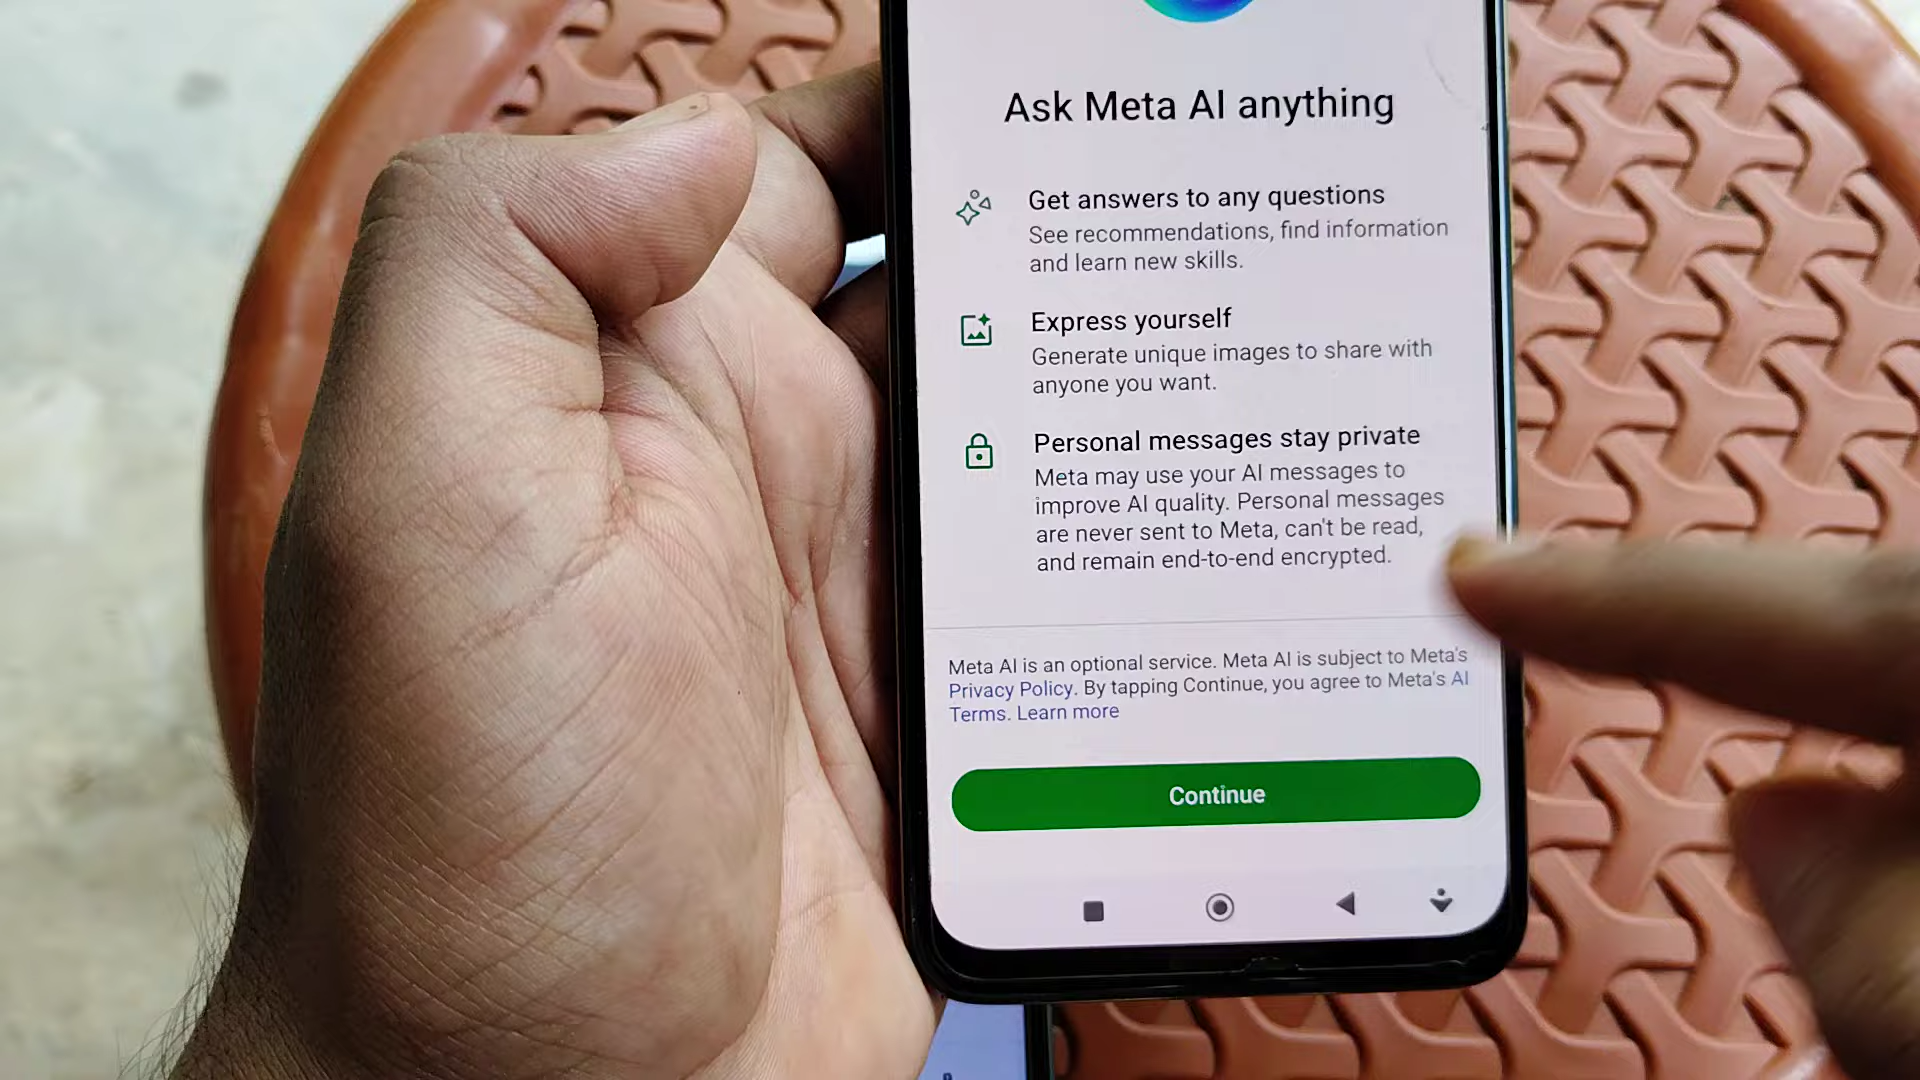 Ask Meta AI anything
Get answers to any questions
See recommendations, find information
and learn new skills.
Express yourself
Generate unique images to share with
anyone you want.
Personal messages stay private
Meta may use your AI messages to
improve AI quality. Personal messages
are never sent to Meta, can't be read,
and remain end-to-end encrypted.
Meta AI is an optional service. Meta AI is subject to Meta's
Privacy Policy. By tapping Continue, you agree to Meta's AI
Terms. Learn more
Continue